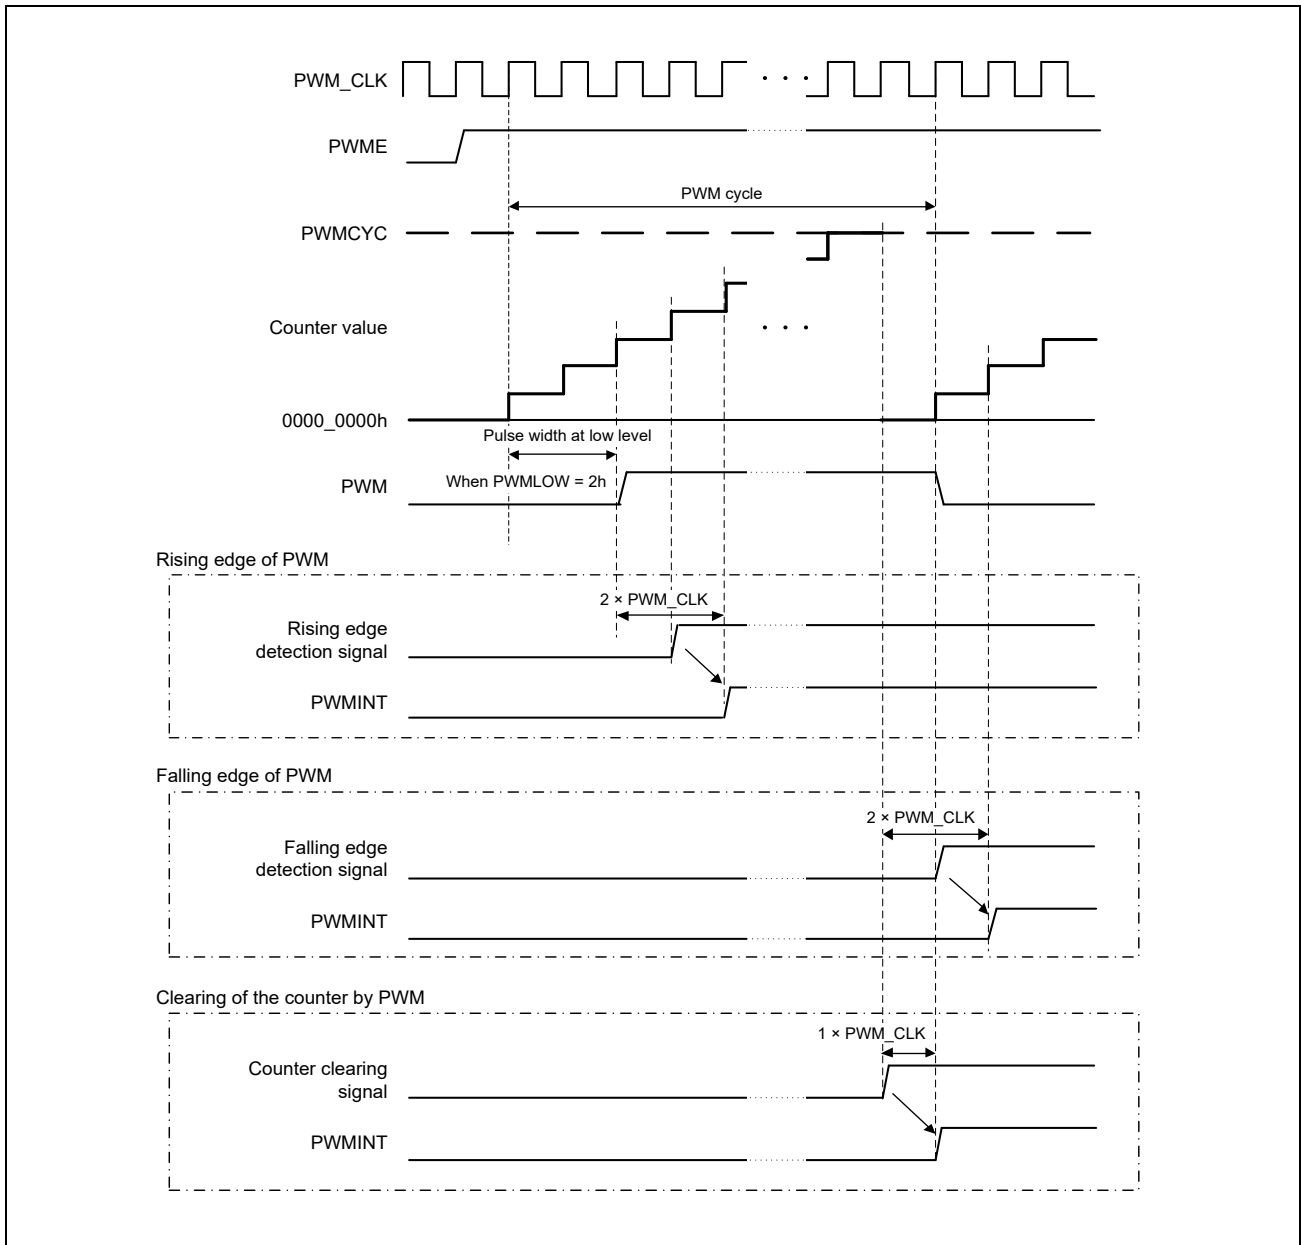 PWM_CLK
PWME
PWM cycle
PWMCYC
Counter value
0000_0000h
Pulse width at low level
When PWMLOW = 2h
PWM
Rising edge of PWM
2 × PWM_CLK
Rising edge
detection signal
PWMINT
Falling edge of PWM
2 × PWM_CLK
Falling edge
detection signal
PWMINT
Clearing of the counter by PWM
1 × PWM_CLK
Counter clearing
signal
PWMINT